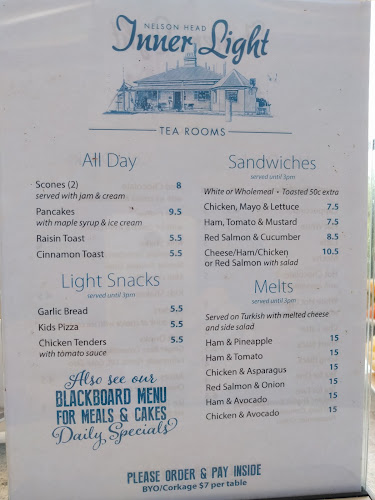 NELSON HEAD
Inner Light
TEA ROOMS
All Day
Scones (2) 8
served with jam & cream
Pancakes 9.5
with maple syrup & ice cream
Raisin Toast 5.5
Cinnamon Toast 5.5
Light Snacks
served until 3pm
Garlic Bread 5.5
Kids Pizza 5.5
Chicken Tenders 5.5
with tomato sauce
Also see our
BLACKBOARD MENU
FOR MEALS & CAKES
Daily Specials
Sandwiches
served until 3pm
White or Wholemeal • Toasted 50c extra
Chicken, Mayo & Lettuce 7.5
Ham, Tomato & Mustard 7.5
Red Salmon & Cucumber 8.5
Cheese/Ham/Chicken 10.5
or Red Salmon with salad
Melts
served until 3pm
Served on Turkish with melted cheese
and side salad
Ham & Pineapple 15
Ham & Tomato 15
Chicken & Asparagus 15
Red Salmon & Onion 15
Ham & Avocado 15
Chicken & Avocado 15
PLEASE ORDER & PAY INSIDE
BYO/Corkage $7 per table